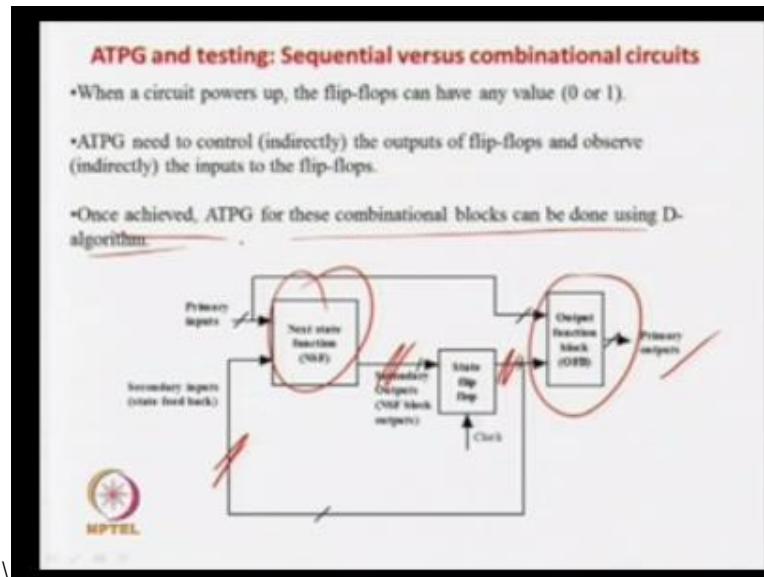 ATPG and testing: Sequential versus combinational circuits
•When a circuit powers up, the flip-flops can have any value (0 or 1).
•ATPG need to control (indirectly) the outputs of flip-flops and observe
(indirectly) the inputs to the flip-flops.
•Once achieved, ATPG for these combinational blocks can be done using D-
algorithm.
Primary
inputs
Next state
function
(NSF)
Output
function
block
(OFB)
Primary
outputs
Secondary inputs
(state feed back)
Secondary
Outputs
(NSF block
outputs)
State
flip
flop
Clock
NPTEL
\